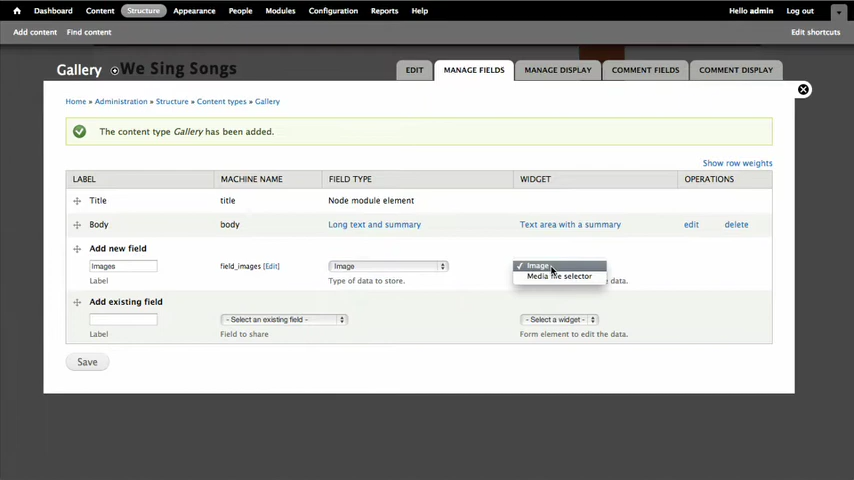 Dashboard Content Structure Appearance People Modules Configuration Reports Help Hello admin Log out
Add content Find content Edit shortcuts
We Sing Songs
Gallery EDIT MANAGE FIELDS MANAGE DISPLAY COMMENT FIELDS COMMENT DISPLAY
Home » Administration » Structure » Content types » Gallery
The content type Gallery has been added.
Show row weights
LABEL MACHINE NAME FIELD TYPE WIDGET OPERATIONS
Title title Node module element
Body body Long text and summary Text area with a summary edit delete
Add new field
Images field_images [Edit] Image Image
Media file selector
Label Type of data to store. data.
Add existing field
- Select an existing field - - Select a widget -
Label Field to share Form element to edit the data.
Save